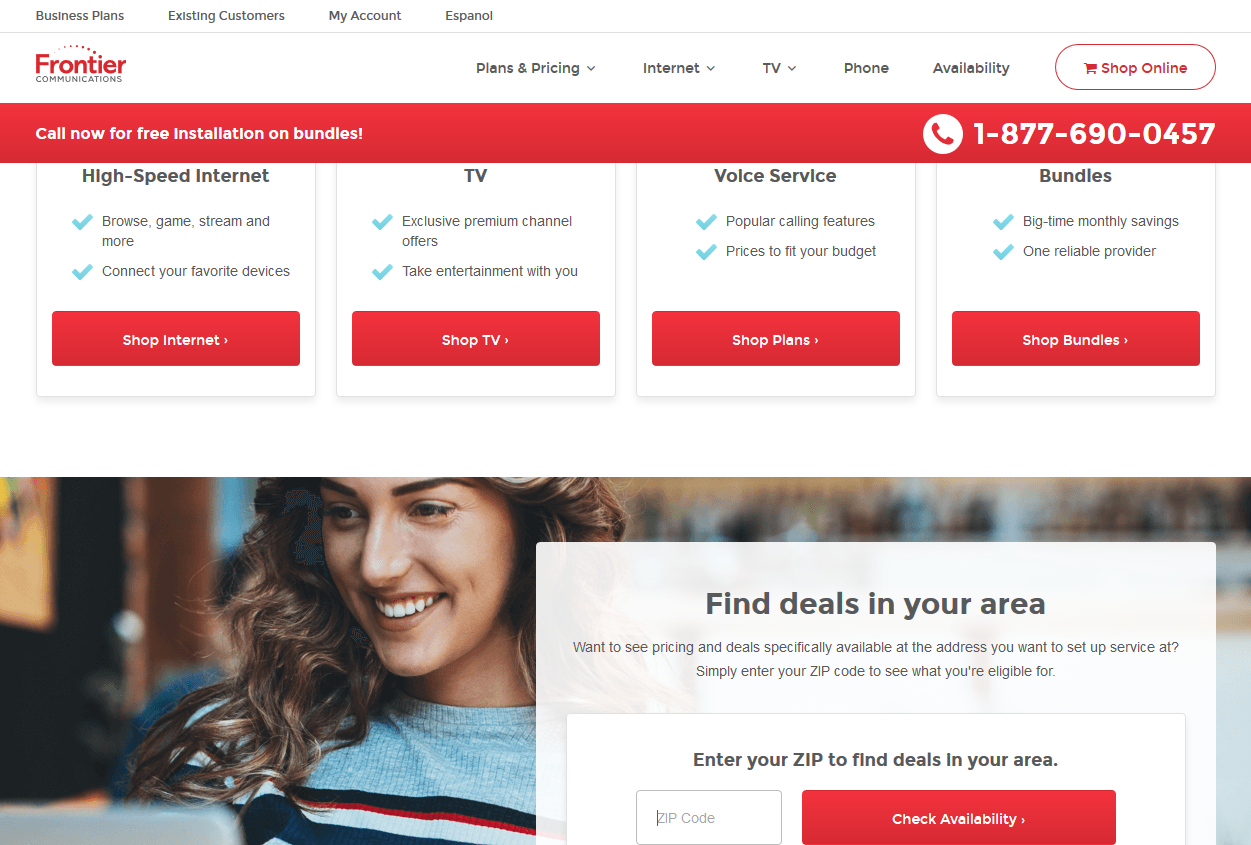 Business Plans
Existing Customers
My Account
Espanol
Frontier
COMMUNICATIONS
Plans & Pricing
Internet
TV
Phone
Availability
Shop Online
Call now for free installation on bundles!
1-877-690-0457
High-Speed Internet
Browse, game, stream and
more
Connect your favorite devices
Shop Internet ›
TV
Exclusive premium channel
offers
Take entertainment with you
Shop TV ›
Voice Service
Popular calling features
Prices to fit your budget
Shop Plans ›
Bundles
Big-time monthly savings
One reliable provider
Shop Bundles ›
Find deals in your area
Want to see pricing and deals specifically available at the address you want to set up service at?
Simply enter your ZIP code to see what you're eligible for.
Enter your ZIP to find deals in your area.
ZIP Code
Check Availability ›